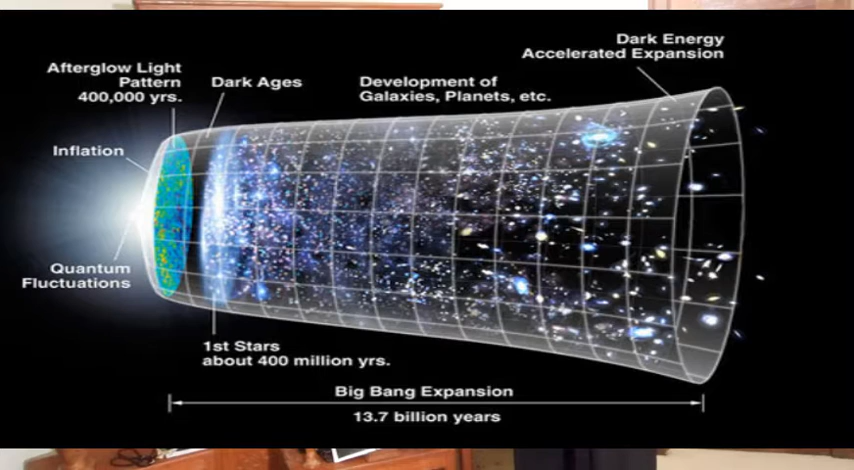 Dark Energy
Accelerated Expansion
Afterglow Light
Pattern
400,000 yrs.
Dark Ages
Development of
Galaxies, Planets, etc.
Inflation
Quantum
Fluctuations
1st Stars
about 400 million yrs.
Big Bang Expansion
13.7 billion years